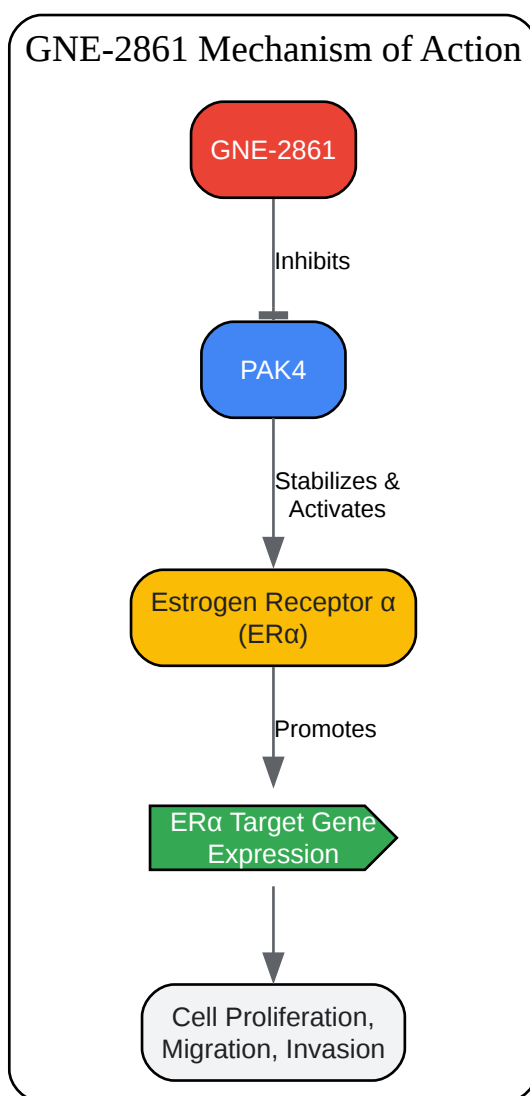 GNE-2861 Mechanism of Action
GNE-2861
Inhibits
PAK4
Stabilizes &
Activates
Estrogen Receptor α
(ERα)
Promotes
ERα Target Gene
Expression
Cell Proliferation,
Migration, Invasion